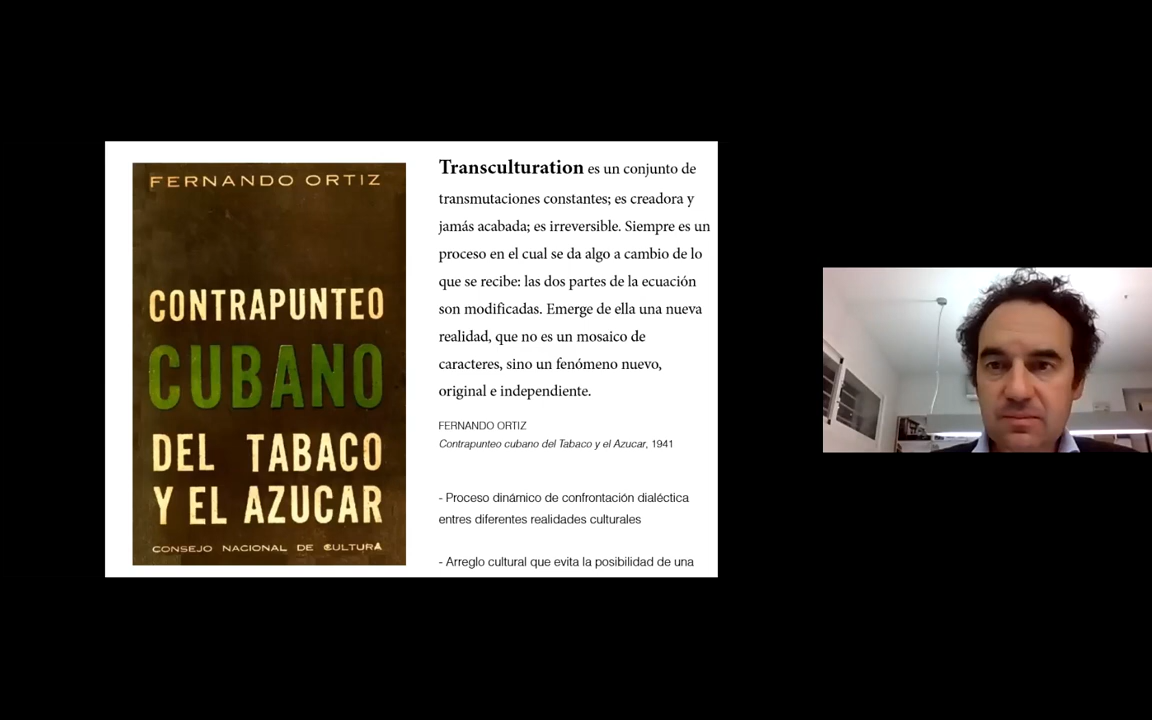 FERNANDO ORTIZ
CONTRAPUNTEO
CUBANO
DEL TABACO
Y EL AZUCAR
CONSEJO NACIONAL DE CULTURA
Transculturation es un conjunto de
transmutaciones constantes; es creadora y
jamás acabada; es irreversible. Siempre es un
proceso en el cual se da algo a cambio de lo
que se recibe: las dos partes de la ecuación
son modificadas. Emerge de ella una nueva
realidad, que no es un mosaico de
caracteres, sino un fenómeno nuevo,
original e independiente.
FERNANDO ORTIZ
Contrapunteo cubano del Tabaco y el Azucar, 1941
- Proceso dinámico de confrontación dialéctica
entres diferentes realidades culturales
- Arreglo cultural que evita la posibilidad de una